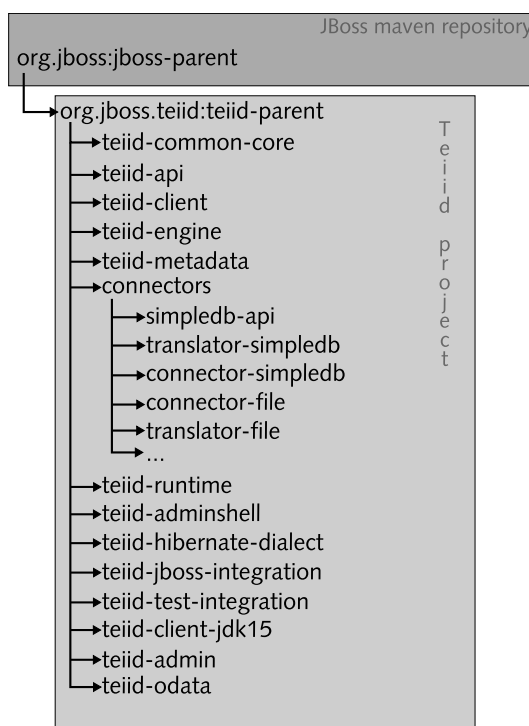 JBoss maven repository
org.jboss:jboss-parent
org.jboss.teiid:teiid-parent
Teiid project
teiid-common-core
teiid-api
teiid-client
teiid-engine
teiid-metadata
connectors
simpledb-api
translator-simpledb
connector-simpledb
connector-file
translator-file
...
teiid-runtime
teiid-adminshell
teiid-hibernate-dialect
teiid-jboss-integration
teiid-test-integration
teiid-client-jdk15
teiid-admin
teiid-odata